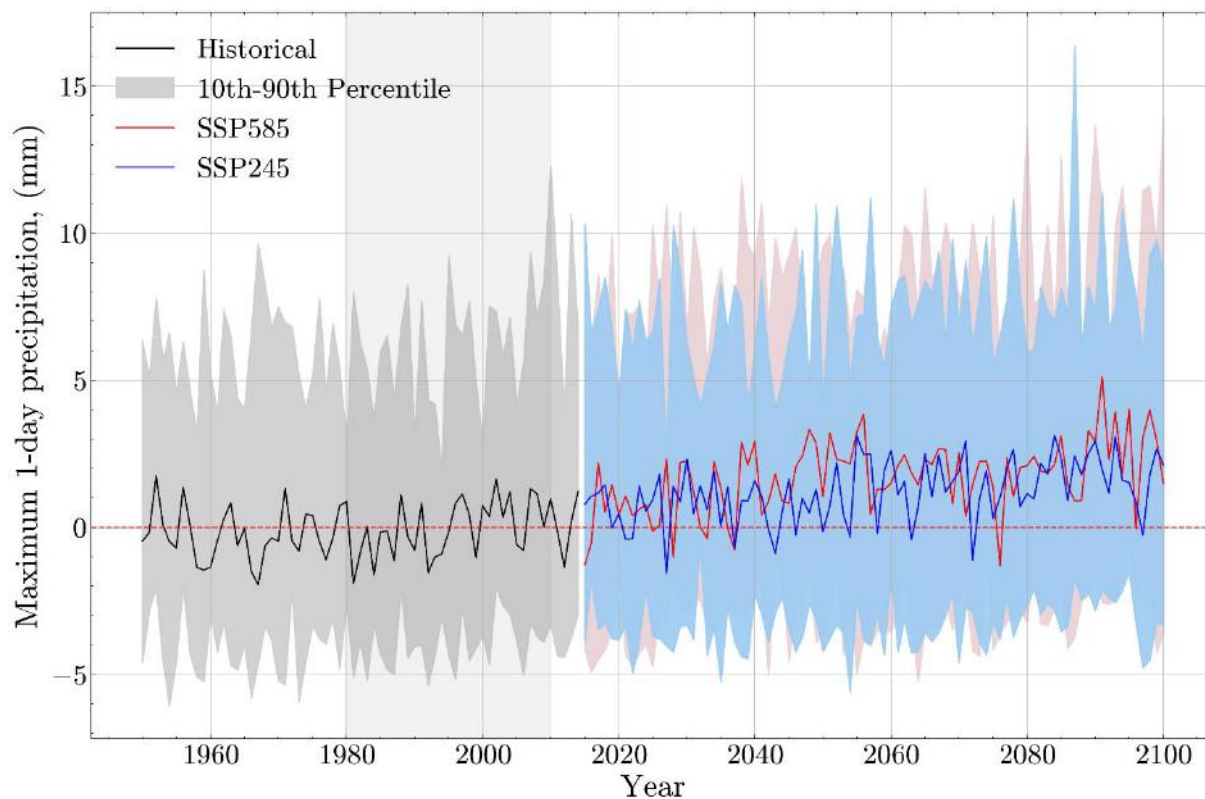 Historical
10th-90th Percentile
SSP585
SSP245
Maximum 1-day precipitation, (mm)
15
10
5
0
−5
1960
1980
2000
2020
2040
2060
2080
2100
Year